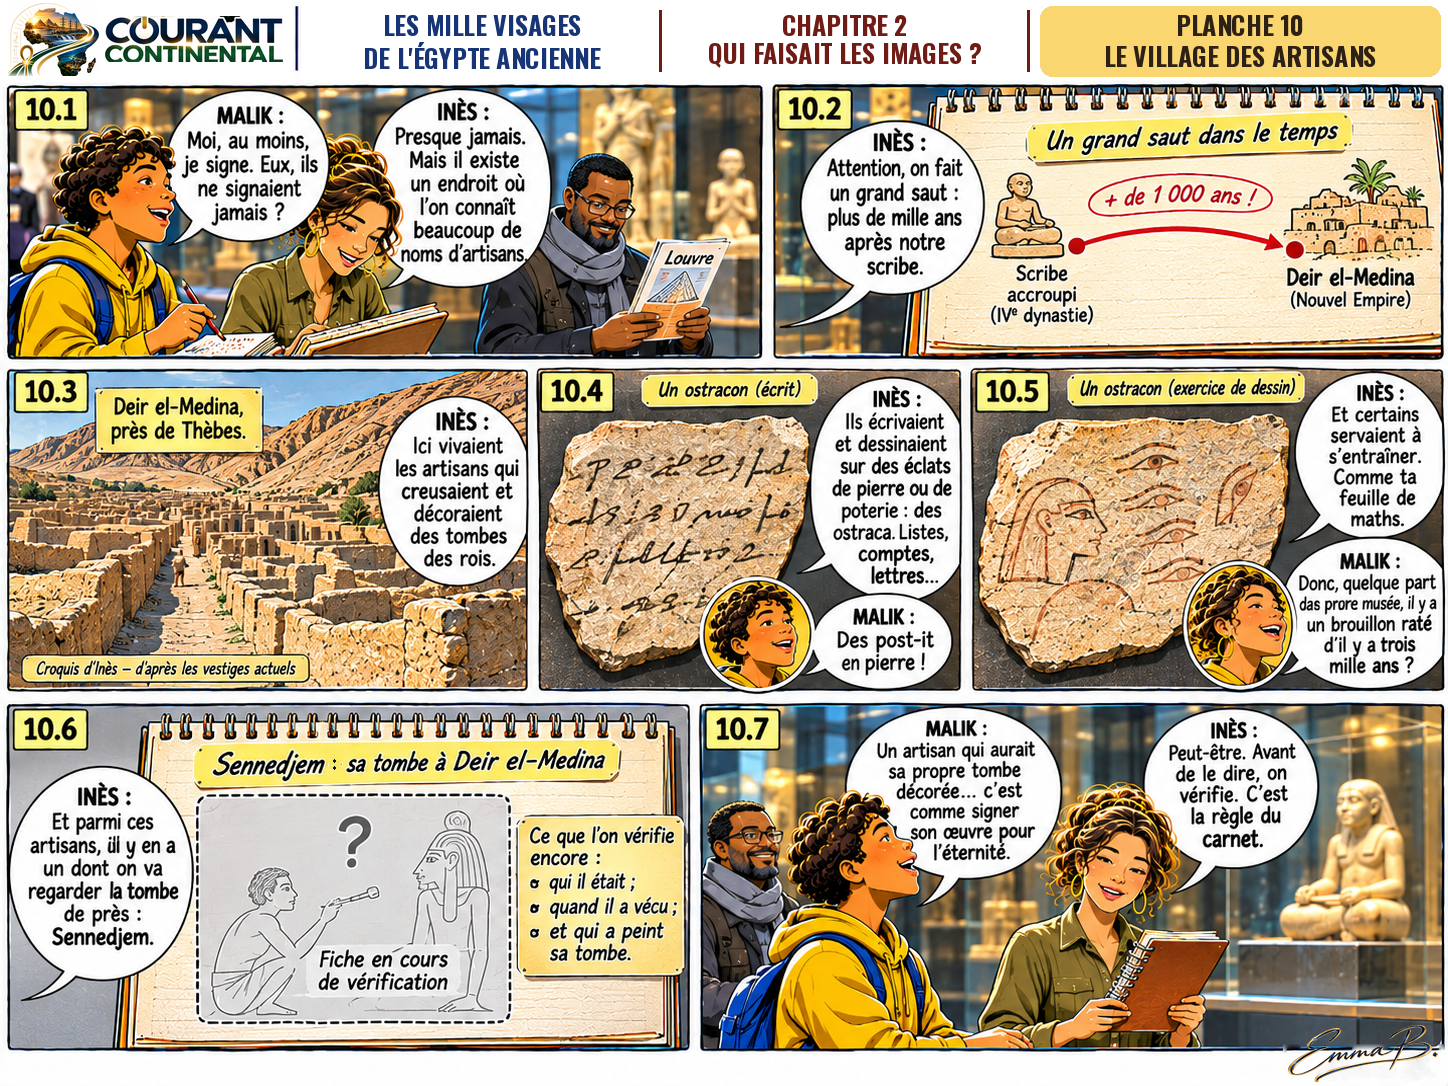 COURANT
CONTINENTAL
LES MILLE VISAGES
DE L'ÉGYPTE ANCIENNE
CHAPITRE 2
QUI FAISAIT LES IMAGES ?
PLANCHE 10
LE VILLAGE DES ARTISANS
10.1
MALIK :
Moi, au moins,
je signe. Eux, ils
ne signaient
jamais ?
INÈS :
Presque jamais.
Mais il existe
un endroit où
l'on connaît
beaucoup de
noms d'artisans.
Louvre
10.2
INÈS :
Attention, on fait
un grand saut :
plus de mille ans
après notre
scribe.
Un grand saut dans le temps
+ de 1 000 ans !
Scribe
accroupi
(IVe dynastie)
Deir el-Medina
(Nouvel Empire)
10.3
Deir el-Medina,
près de Thèbes.
INÈS :
Ici vivaient
les artisans qui
creusaient et
décoraient
des tombes
des rois.
Croquis d'Inès – d'après les vestiges actuels
10.4
Un ostracon (écrit)
INÈS :
Ils écrivaient
et dessinaient
sur des éclats
de pierre ou de
poterie : des
ostraca. Listes,
comptes,
lettres...
MALIK :
Des post-it
en pierre !
10.5
Un ostracon (exercice de dessin)
INÈS :
Et certains
servaient à
s'entraîner.
Comme ta
feuille de
maths.
MALIK :
Donc, quelque part
das prore musée, il y a
un brouillon raté
d'il y a trois
mille ans ?
10.6
INÈS :
Et parmi ces
artisans, üll y en a
un dont on va
regarder la tombe
de près :
Sennedjem.
Sennedjem : sa tombe à Deir el-Medina
?
Fiche en cours
de vérification
Ce que l'on vérifie
encore :
qui il était ;
quand il a vécu ;
et qui a peint
sa tombe.
10.7
MALIK :
Un artisan qui aurait
sa propre tombe
décorée... c'est
comme signer
son œuvre pour
l'éternité.
INÈS :
Peut-être. Avant
de le dire, on
vérifie. C'est
la règle du
carnet.
Emma B.